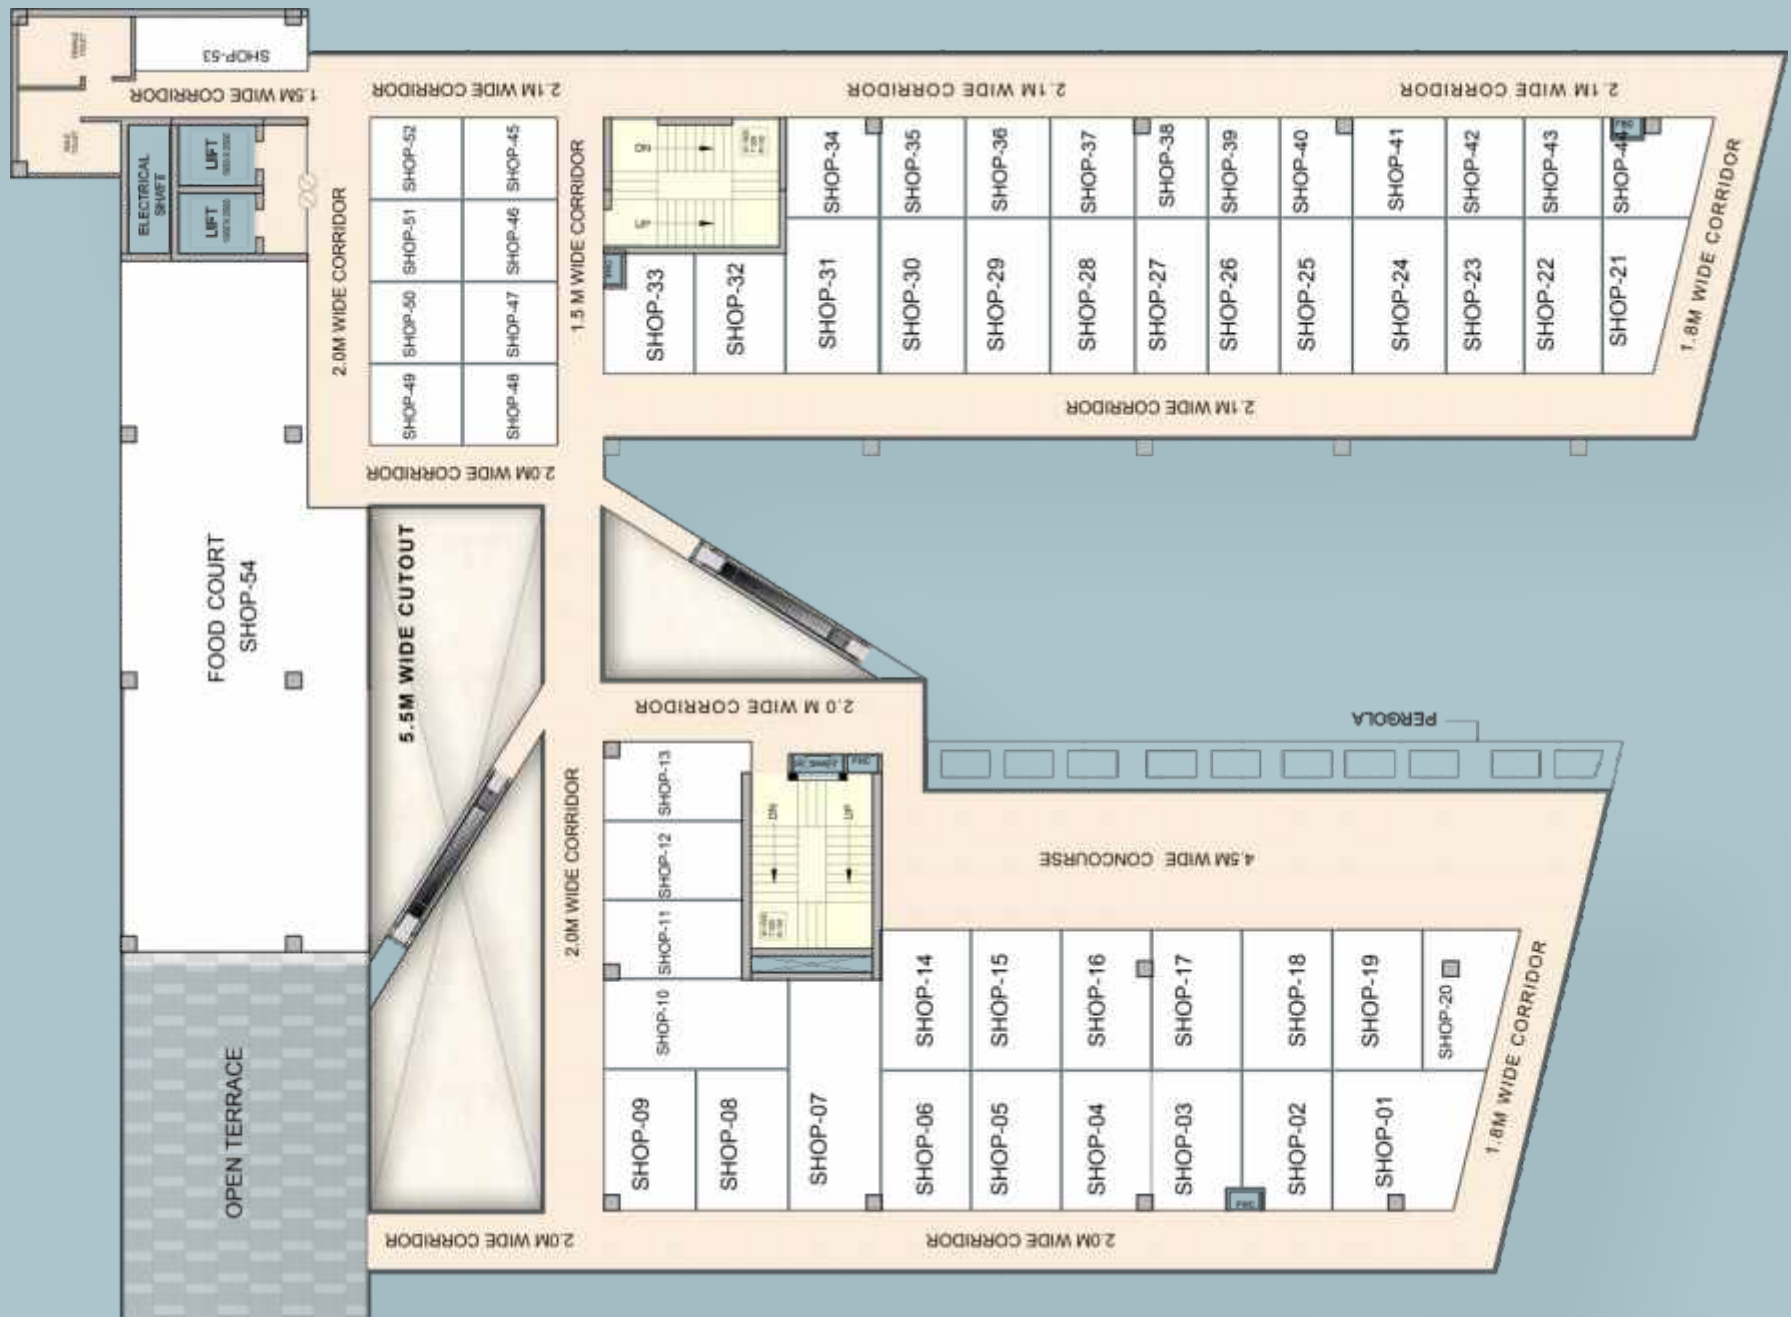 SHOP-53
1.5M WIDE CORRIDOR
2.1M WIDE CORRIDOR
2.1M WIDE CORRIDOR
2.1M WIDE CORRIDOR
ELECTRICAL
SHAFT
LIFT
LIFT
2.0M WIDE CORRIDOR
SHOP-52
SHOP-45
SHOP-51
SHOP-46
SHOP-50
SHOP-47
SHOP-49
SHOP-48
1.5 M WIDE CORRIDOR
DN
UP
SHOP-34
SHOP-35
SHOP-36
SHOP-37
SHOP-38
SHOP-39
SHOP-40
SHOP-41
SHOP-42
SHOP-43
SHOP-44
FHC
FHC
SHOP-33
SHOP-32
SHOP-31
SHOP-30
SHOP-29
SHOP-28
SHOP-27
SHOP-26
SHOP-25
SHOP-24
SHOP-23
SHOP-22
SHOP-21
1.8M WIDE CORRIDOR
2.1M WIDE CORRIDOR
2.0M WIDE CORRIDOR
FOOD COURT
SHOP-54
5.5M WIDE CUTOUT
2.0 M WIDE CORRIDOR
PERGOLA
2.0M WIDE CORRIDOR
SHOP-13
SHOP-12
SHOP-11
SHOP-10
FHC
DN
UP
4.5M WIDE CONCOURSE
SHOP-14
SHOP-15
SHOP-16
SHOP-17
SHOP-18
SHOP-19
SHOP-20
1.8M WIDE CORRIDOR
OPEN TERRACE
SHOP-09
SHOP-08
SHOP-07
SHOP-06
SHOP-05
SHOP-04
SHOP-03
SHOP-02
SHOP-01
FHC
2.0M WIDE CORRIDOR
2.0M WIDE CORRIDOR